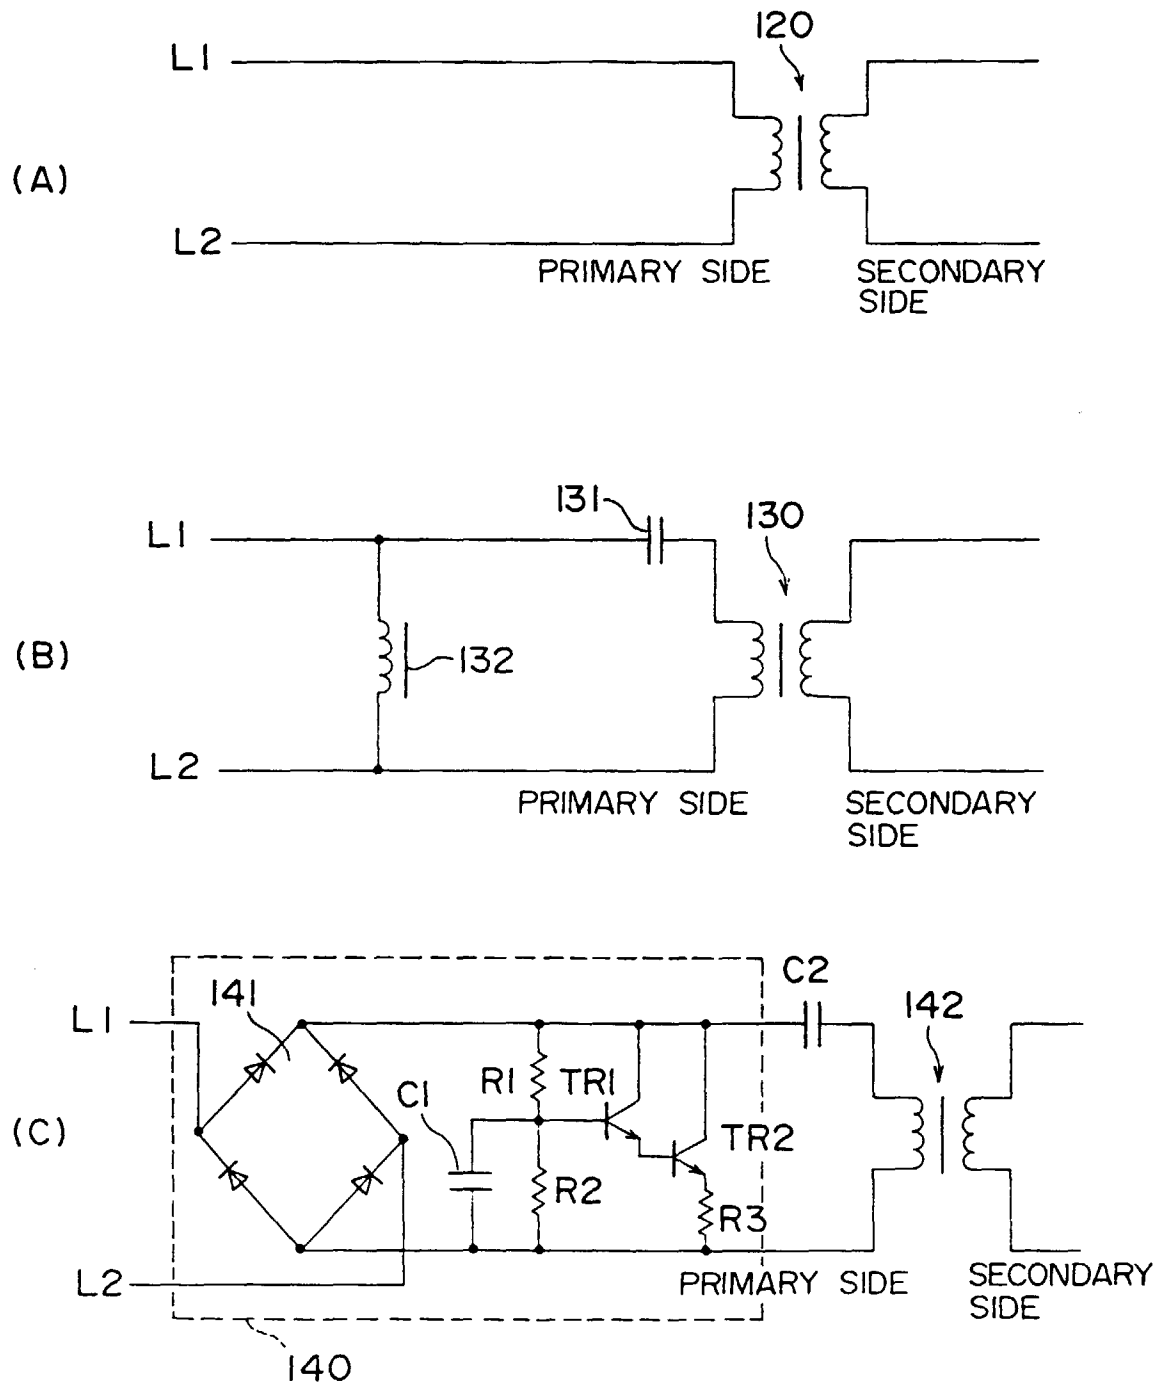 120
L1
(A)
L2
PRIMARY SIDE
SECONDARY
SIDE
131
130
L1
(B)
132
L2
PRIMARY SIDE
SECONDARY
SIDE
C2
141
142
L1
R1
TR1
C1
(C)
TR2
R2
R3
L2
PRIMARY SIDE
SECONDARY
SIDE
140